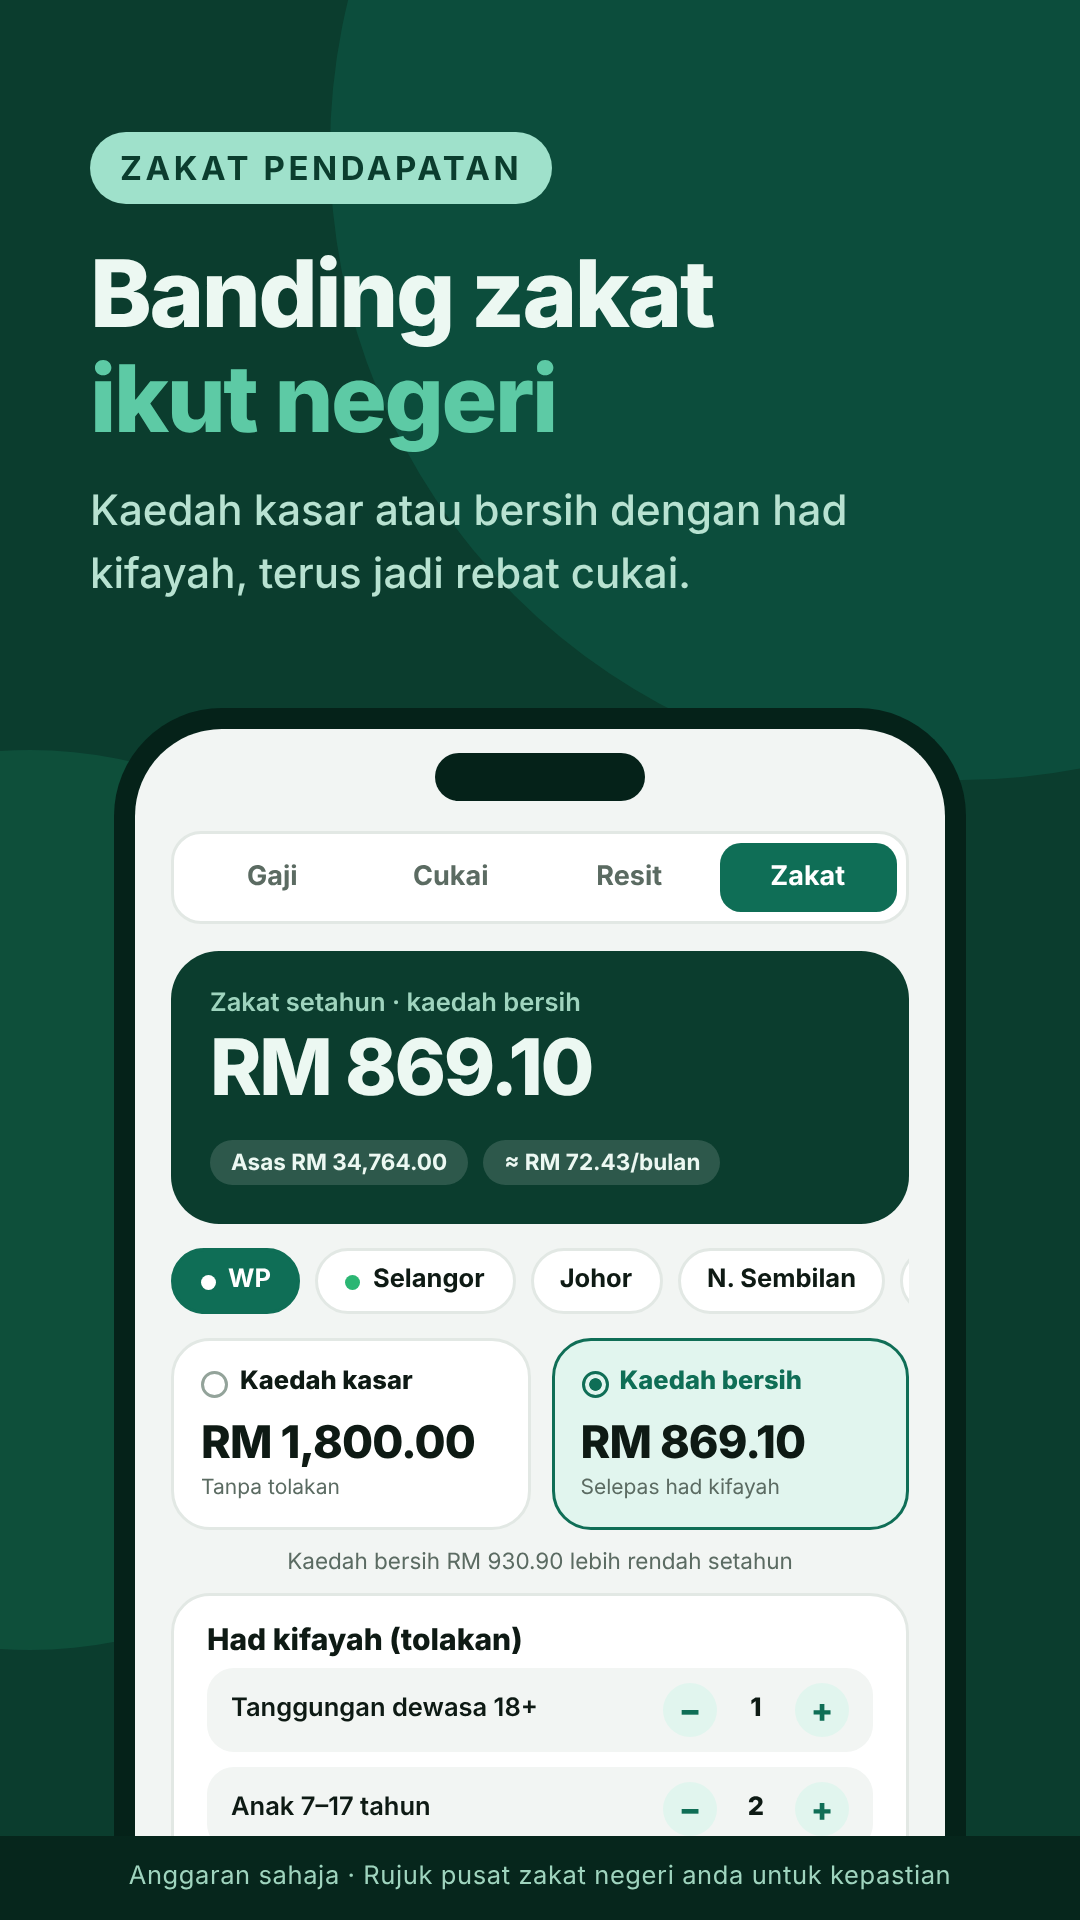 ZAKAT PENDAPATAN
Banding zakat
ikut negeri
Kaedah kasar atau bersih dengan had
kifayah, terus jadi rebat cukai.
Gaji Cukai Resit Zakat
Zakat setahun · kaedah bersih
RM 869.10
Asas RM 34,764.00 ≈ RM 72.43/bulan
WP Selangor Johor N. Sembilan
Kaedah kasar Kaedah bersih
RM 1,800.00 RM 869.10
Tanpa tolakan Selepas had kifayah
Kaedah bersih RM 930.90 lebih rendah setahun
Had kifayah (tolakan)
Tanggungan dewasa 18+ − 1 +
Anak 7–17 tahun − 2 +
Anggaran sahaja · Rujuk pusat zakat negeri anda untuk kepastian